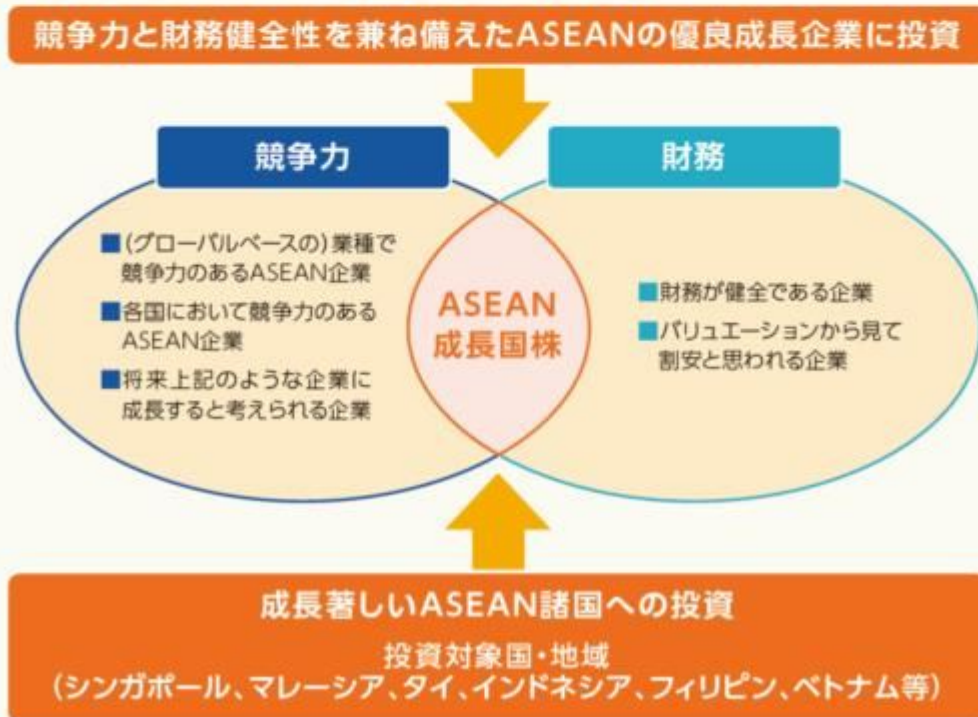 競争力と財務健全性を兼ね備えたASEANの優良成長企業に投資
競争力
■(グローバルベースの)業種で
競争力のあるASEAN企業
■各国において競争力のある
ASEAN企業
■将来上記のような企業に
成長すると考えられる企業
ASEAN
成長国株
財務
■財務が健全である企業
■バリュエーションから見て
割安と思われる企業
成長著しいASEAN諸国への投資
投資対象国・地域
(シンガポール、マレーシア、タイ、インドネシア、フィリピン、ベトナム等)